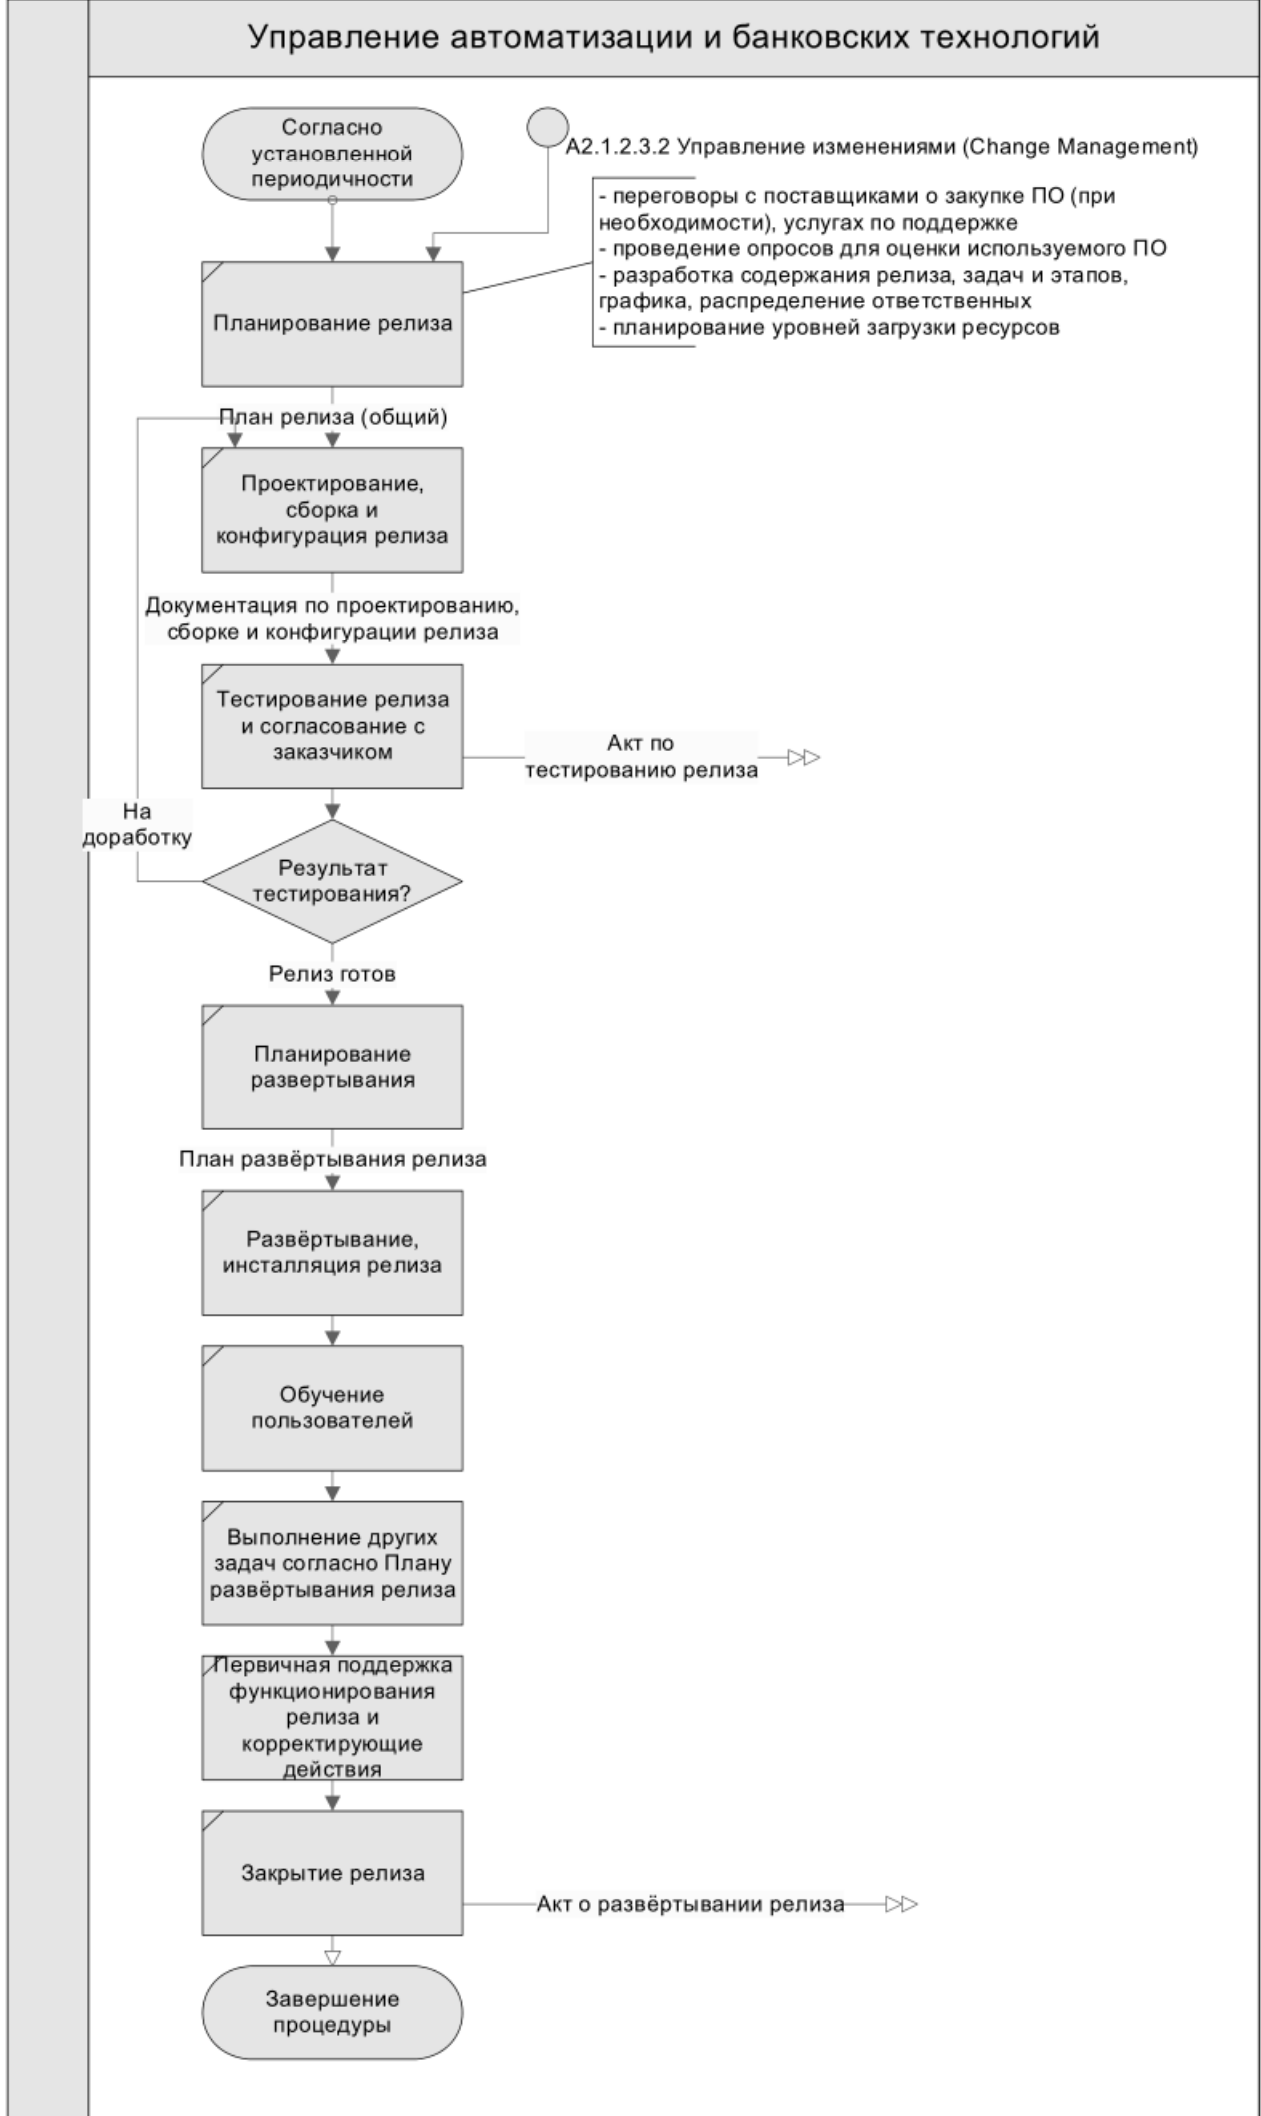 Управление автоматизации и банковских технологий
Согласно
установленной
периодичности
A2.1.2.3.2 Управление изменениями (Change Management)
- переговоры с поставщиками о закупке ПО (при
необходимости), услугах по поддержке
- проведение опросов для оценки используемого ПО
- разработка содержания релиза, задач и этапов,
графика, распределение ответственных
- планирование уровней загрузки ресурсов
Планирование релиза
План релиза (общий)
Проектирование,
сборка и
конфигурация релиза
Документация по проектированию,
сборке и конфигурации релиза
Тестирование релиза
и согласование с
заказчиком
Акт по
тестированию релиза
На
доработку
Результат
тестирования?
Релиз готов
Планирование
развертывания
План развёртывания релиза
Развёртывание,
инсталляция релиза
Обучение
пользователей
Выполнение других
задач согласно Плану
развёртывания релиза
Первичная поддержка
функционирования
релиза и
корректирующие
действия
Закрытие релиза
Акт о развёртывании релиза
Завершение
процедуры